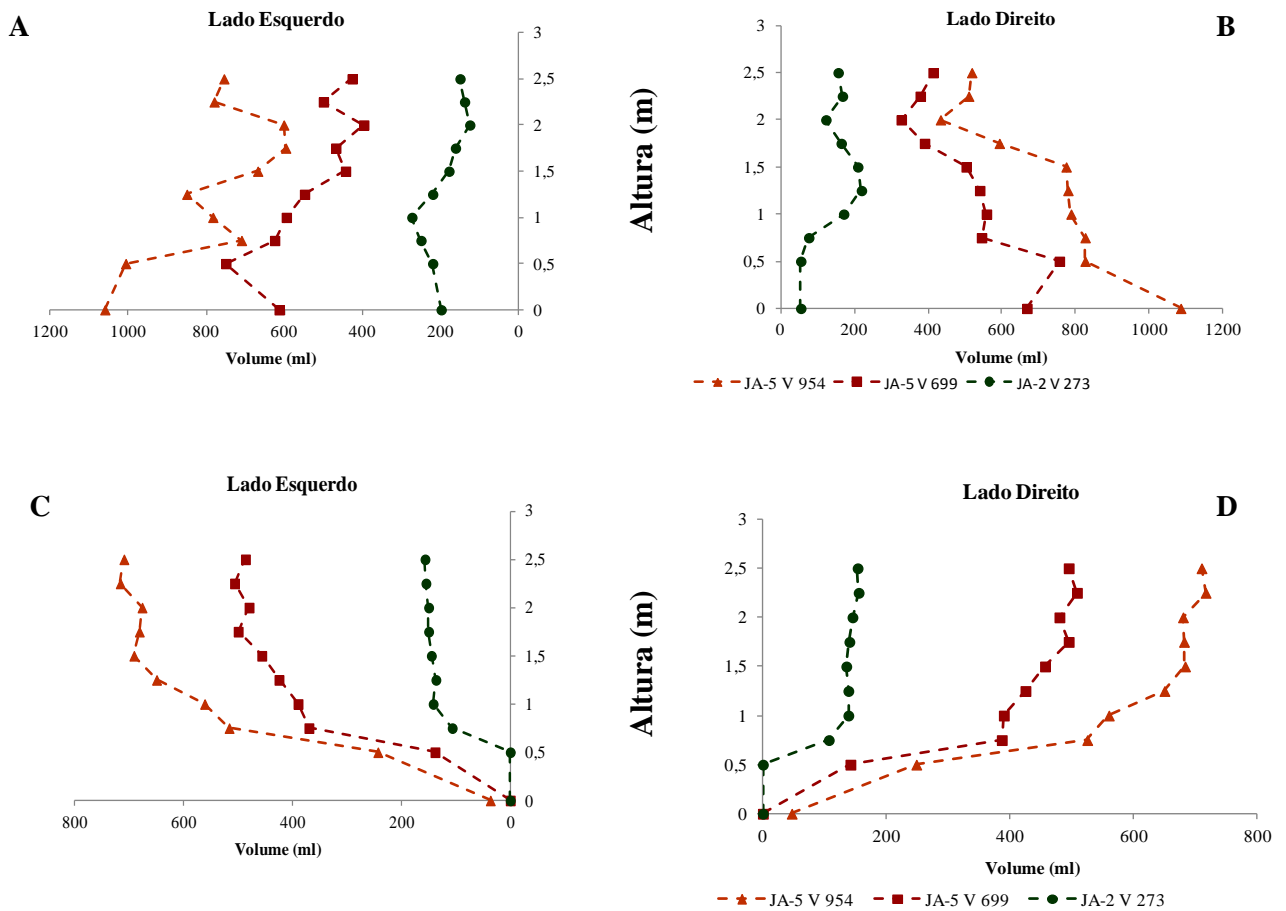 A
Lado Esquerdo
3
2,5
2
1,5
1
0,5
0
1200 1000 800 600 400 200 0
Volume (ml)
B
Lado Direito
Altura (m)
3
2,5
2
1,5
1
0,5
0
0 200 400 600 800 1000 1200
Volume (ml)
JA-5 V 954 JA-5 V 699 JA-2 V 273
C
Lado Esquerdo
3
2,5
2
1,5
1
0,5
0
800 600 400 200 0
Volume (ml)
D
Lado Direito
Altura (m)
3
2,5
2
1,5
1
0,5
0
0 200 400 600 800
Volume (ml)
JA-5 V 954 JA-5 V 699 JA-2 V 273